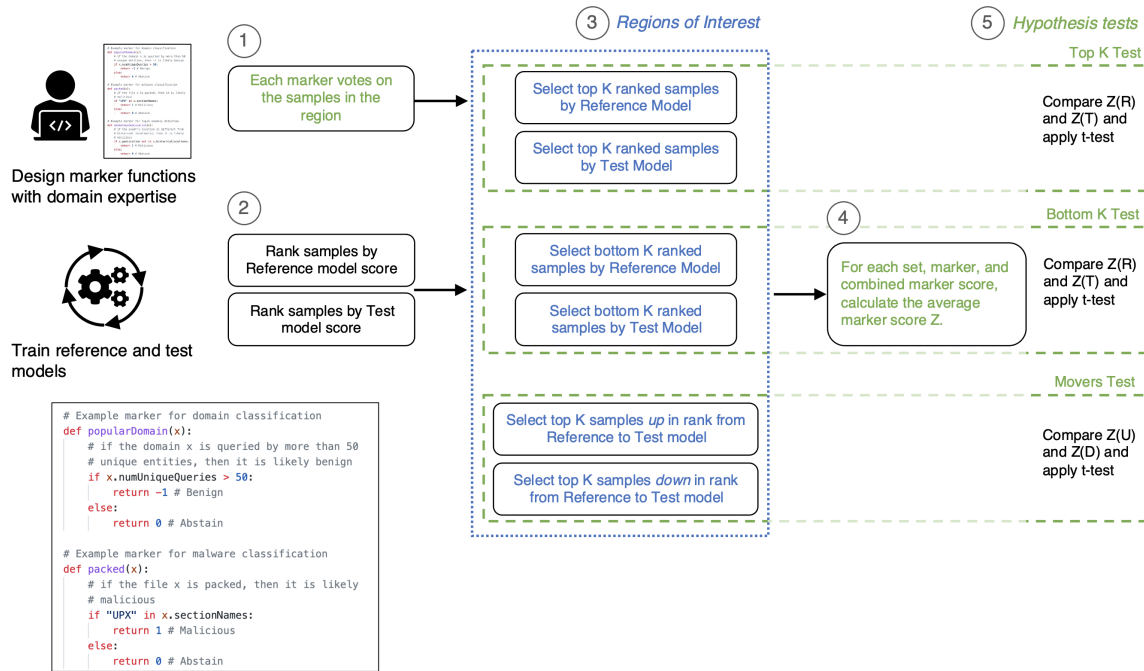 1
3
Regions of Interest
5
Hypothesis tests
# Example marker for domain classification
Top K Test
Each marker votes on
the samples in the
region
Select top K ranked samples
by Reference Model
Select top K ranked samples
by Test Model
Compare Z(R)
and Z(T) and
apply t-test
Design marker functions
with domain expertise
2
Rank samples by
Reference model score
Rank samples by Test
model score
Select bottom K ranked
samples by Reference Model
Select bottom K ranked
samples by Test Model
4
For each set, marker, and
combined marker score,
calculate the average
marker score Z.
Bottom K Test
Compare Z(R)
and Z(T) and
apply t-test
Train reference and test
models
Movers Test
Select top K samples up in rank from
Reference to Test model
Select top K samples down in rank
from Reference to Test model
Compare Z(U)
and Z(D) and
apply t-test
# Example marker for domain classification
def popularDomain(x):
# if the domain x is queried by more than 50
# unique entities, then it is likely benign
if x.numUniqueQueries > 50:
return -1 # Benign
else:
return 0 # Abstain
# Example marker for malware classification
def packed(x):
# if the file x is packed, then it is likely
# malicious
if "UPX" in x.sectionNames:
return 1 # Malicious
else:
return 0 # Abstain